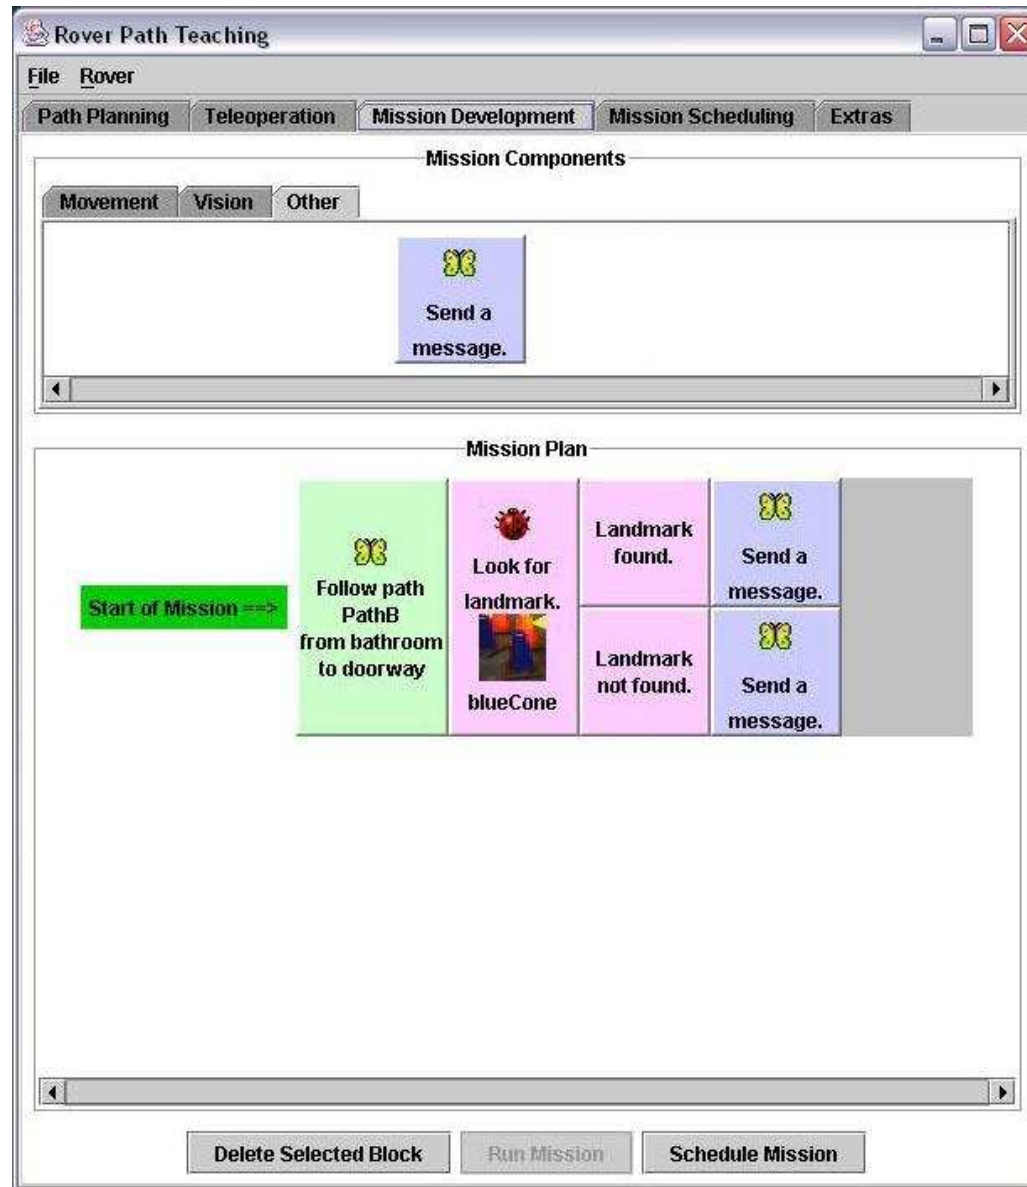 Rover Path Teaching
File Rover
Path Planning Teleoperation Mission Development Mission Scheduling Extras
Mission Components
Movement Vision Other
Send a
message.
Mission Plan
Start of Mission ==>
Follow path
PathB
from bathroom
to doorway
Look for
landmark.
blueCone
Landmark
found.
Send a
message.
Landmark
not found.
Send a
message.
Delete Selected Block Run Mission Schedule Mission